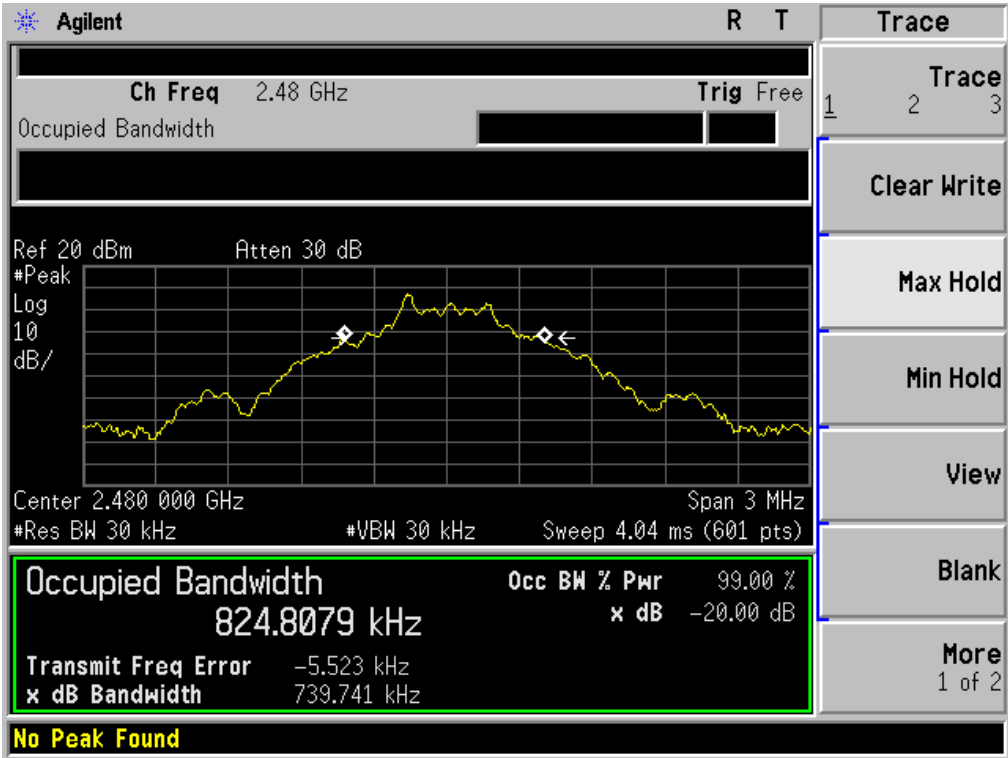 Agilent R T Trace
Ch Freq 2.48 GHz Trig Free
Occupied Bandwidth
Trace
1 2 3
Clear Write
Ref 20 dBm Atten 30 dB
#Peak
Log
10
dB/
Max Hold
Min Hold
View
Center 2.480 000 GHz Span 3 MHz
#Res BW 30 kHz #VBW 30 kHz Sweep 4.04 ms (601 pts)
Occupied Bandwidth
824.8079 kHz
Occ BW % Pwr 99.00 %
x dB -20.00 dB
Transmit Freq Error -5.523 kHz
x dB Bandwidth 739.741 kHz
Blank
More
1 of 2
No Peak Found